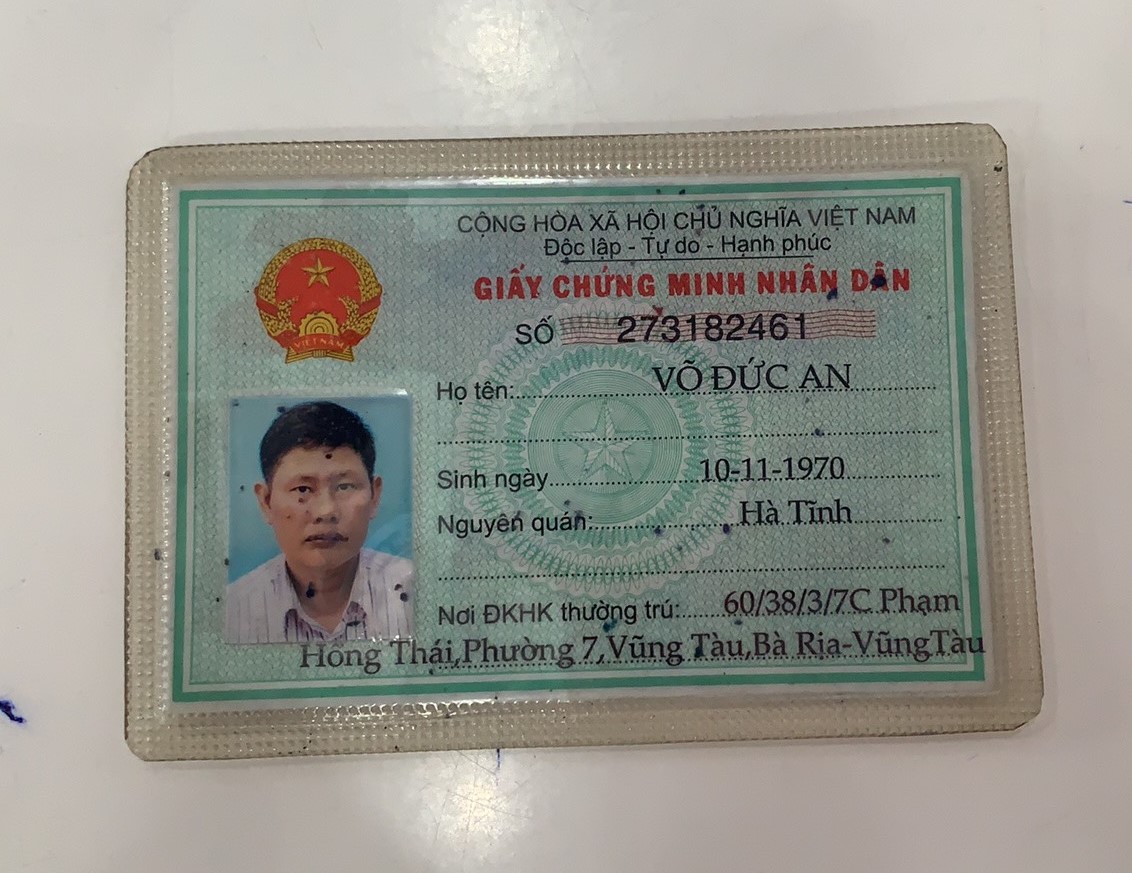 CỘNG HÒA XÃ HỘI CHỦ NGHĨA VIỆT NAM
Độc lập - Tự do - Hạnh phúc
GIẤY CHỨNG MINH NHÂN DÂN
SỐ 273182461
Họ tên: VÕ ĐỨC AN
Sinh ngày 10-11-1970
Nguyên quán: Hà Tĩnh
Nơi ĐKHK thường trú: 60/38/3/7C Phạm
Hồng Thái,Phường 7,Vũng Tàu,Bà Rịa-VũngTàu
VIỆT NAM